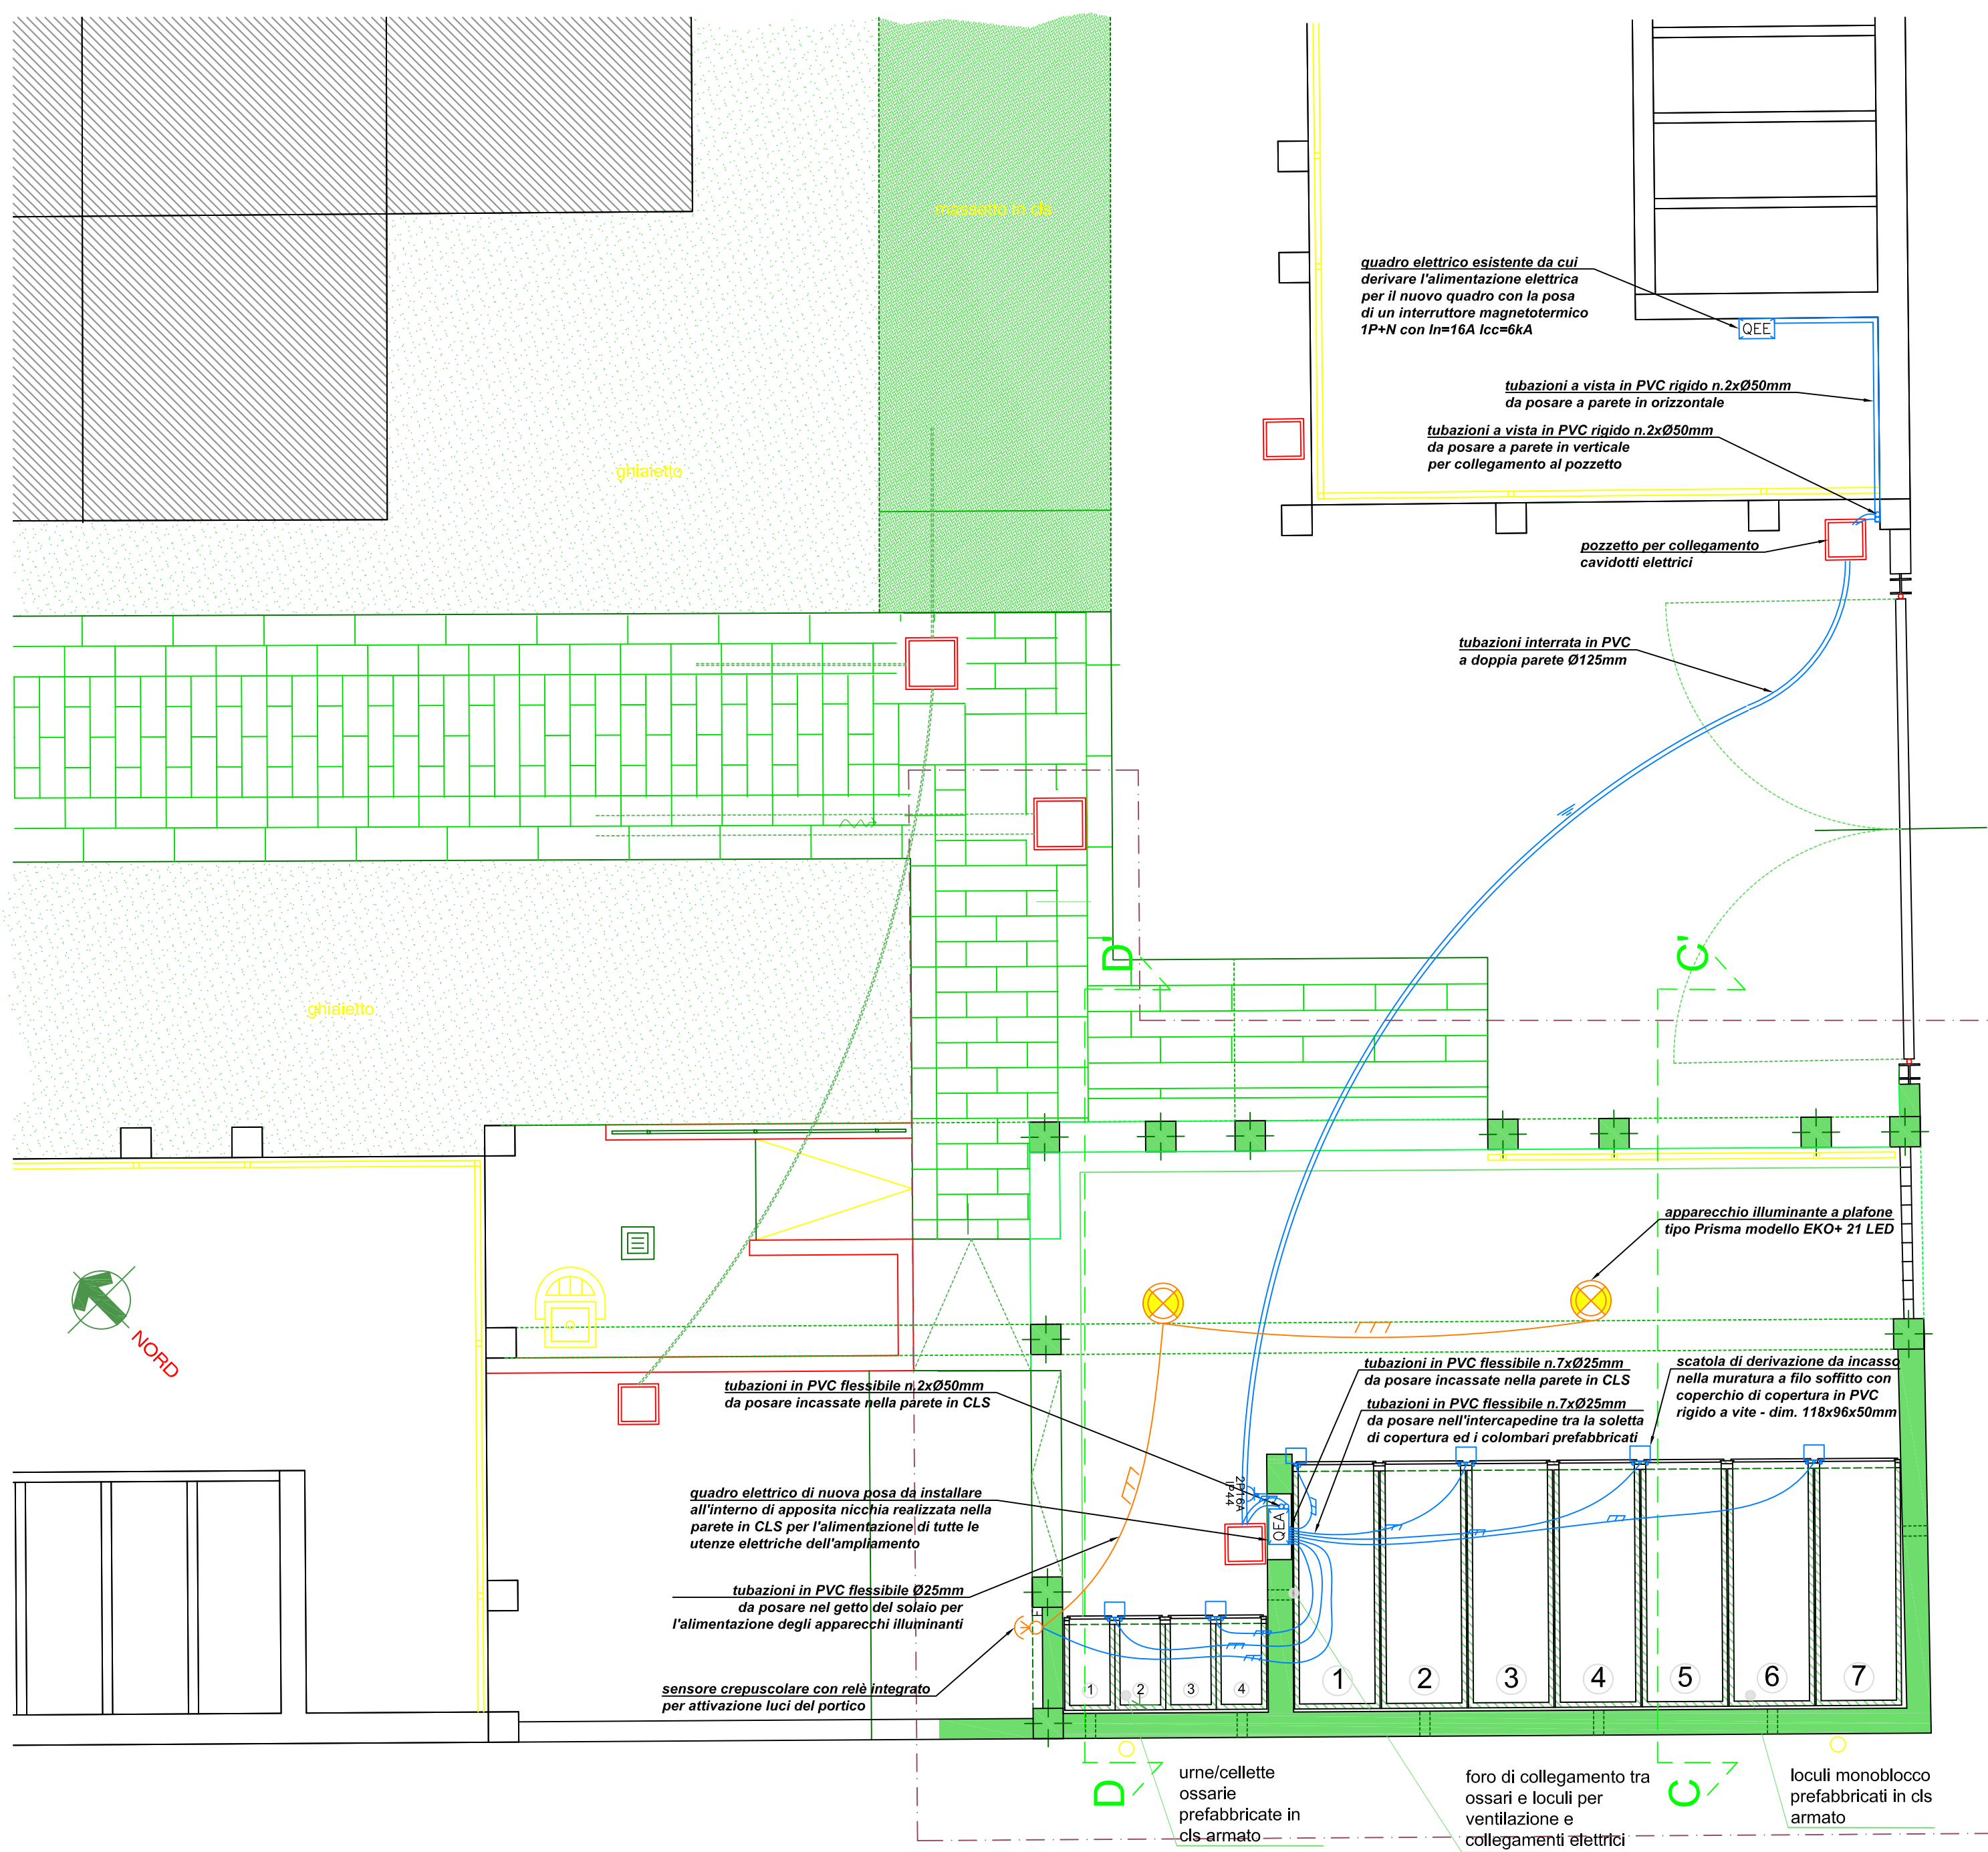 massetto in cls
quadro elettrico esistente da cui
derivare l'alimentazione elettrica
per il nuovo quadro con la posa
di un interruttore magnetotermico
1P+N con In=16A Icc=6kA
QEE
tubazioni a vista in PVC rigido n.2xØ50mm
da posare a parete in orizzontale
tubazioni a vista in PVC rigido n.2xØ50mm
da posare a parete in verticale
per collegamento al pozzetto
ghiaietto
pozzetto per collegamento
cavidotti elettrici
tubazioni interrata in PVC
a doppia parete Ø125mm
D'
C'
ghiaietto
apparecchio illuminante a plafone
tipo Prisma modello EKO+ 21 LED
NORD
tubazioni in PVC flessibile n.2xØ50mm
da posare incassate nella parete in CLS
tubazioni in PVC flessibile n.7xØ25mm
da posare incassate nella parete in CLS
tubazioni in PVC flessibile n.7xØ25mm
da posare nell'intercapedine tra la soletta
di copertura ed i colombari prefabbricati
scatola di derivazione da incasso
nella muratura a filo soffitto con
coperchio di copertura in PVC
rigido a vite - dim. 118x96x50mm
quadro elettrico di nuova posa da installare
all'interno di apposita nicchia realizzata nella
parete in CLS per l'alimentazione di tutte le
utenze elettriche dell'ampliamento
2P16A
IP44
QEA
tubazioni in PVC flessibile Ø25mm
da posare nel getto del solaio per
l'alimentazione degli apparecchi illuminanti
sensore crepuscolare con relè integrato
per attivazione luci del portico
1 2 3 4
1 2 3 4 5 6 7
D
C
urne/cellette
ossarie
prefabbricate in
cls armato
foro di collegamento tra
ossari e loculi per
ventilazione e
collegamenti elettrici
loculi monoblocco
prefabbricati in cls
armato